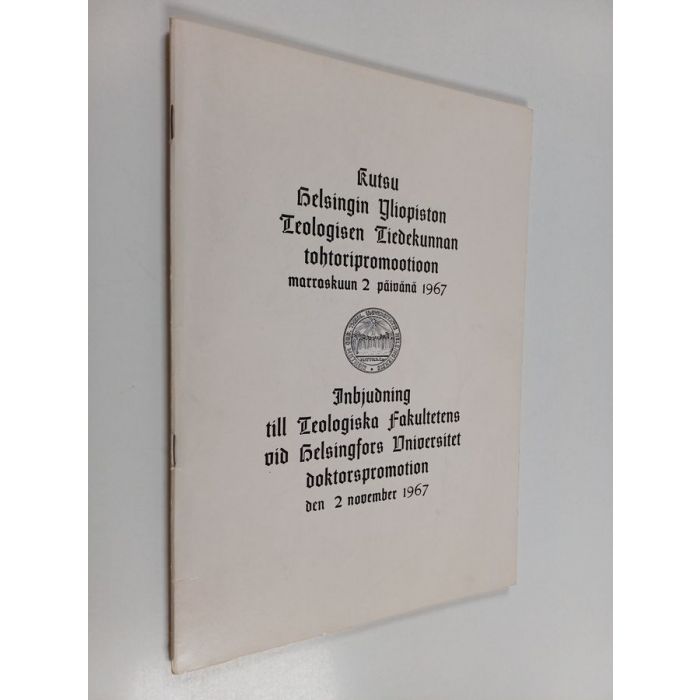 Kutsu
Helsingin Yliopiston
Teologisen Tiedekunnan
tohtoripromootioon
marraskuun 2 päivänä 1967
Inbjudning
till Teologiska Fakultetens
vid Helsingfors Universitet
doktorspromotion
den 2 november 1967